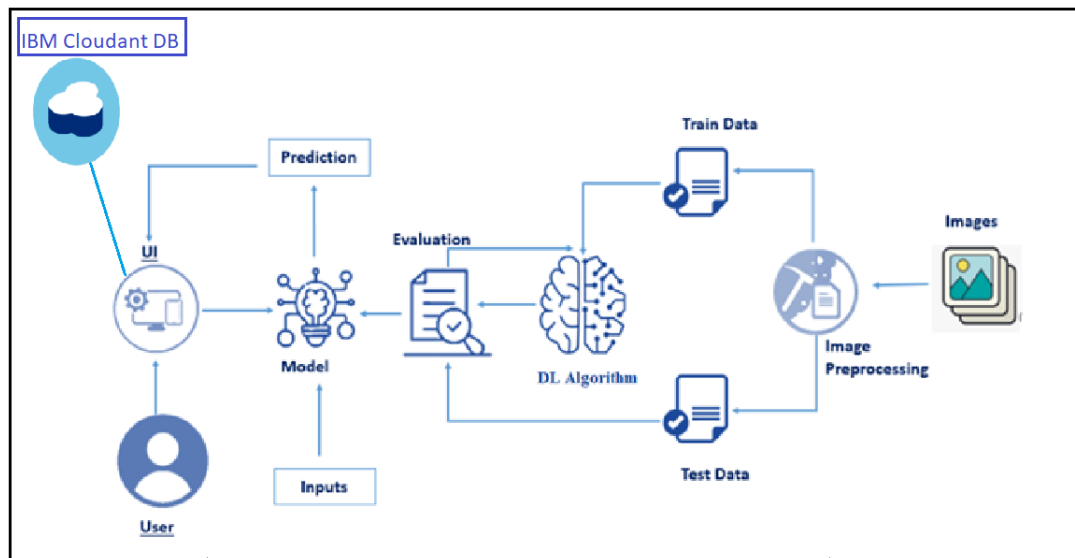 IBM Cloudant DB
Train Data
Prediction
Images
Evaluation
UI
Image
Preprocessing
Model
DL Algorithm
Test Data
Inputs
User